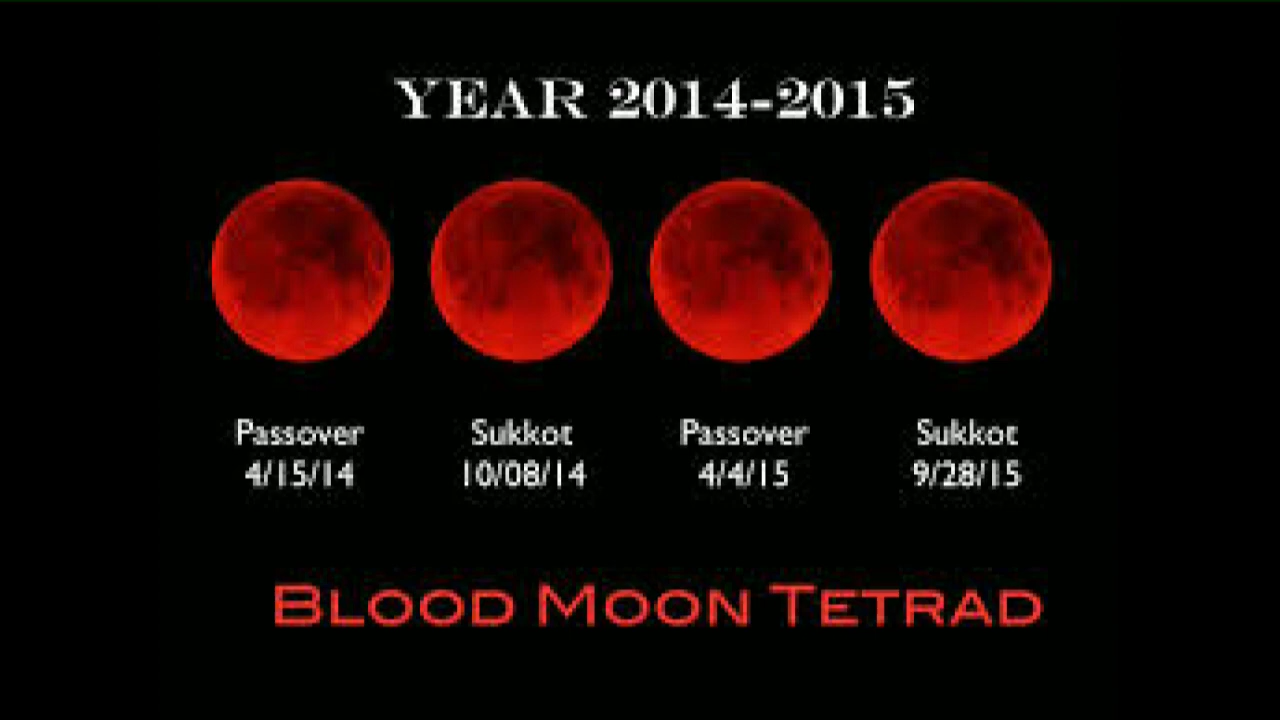 YEAR 2014-2015
Passover Sukkot Passover Sukkot
4/15/14 10/08/14 4/4/15 9/28/15
BLOOD MOON TETRAD